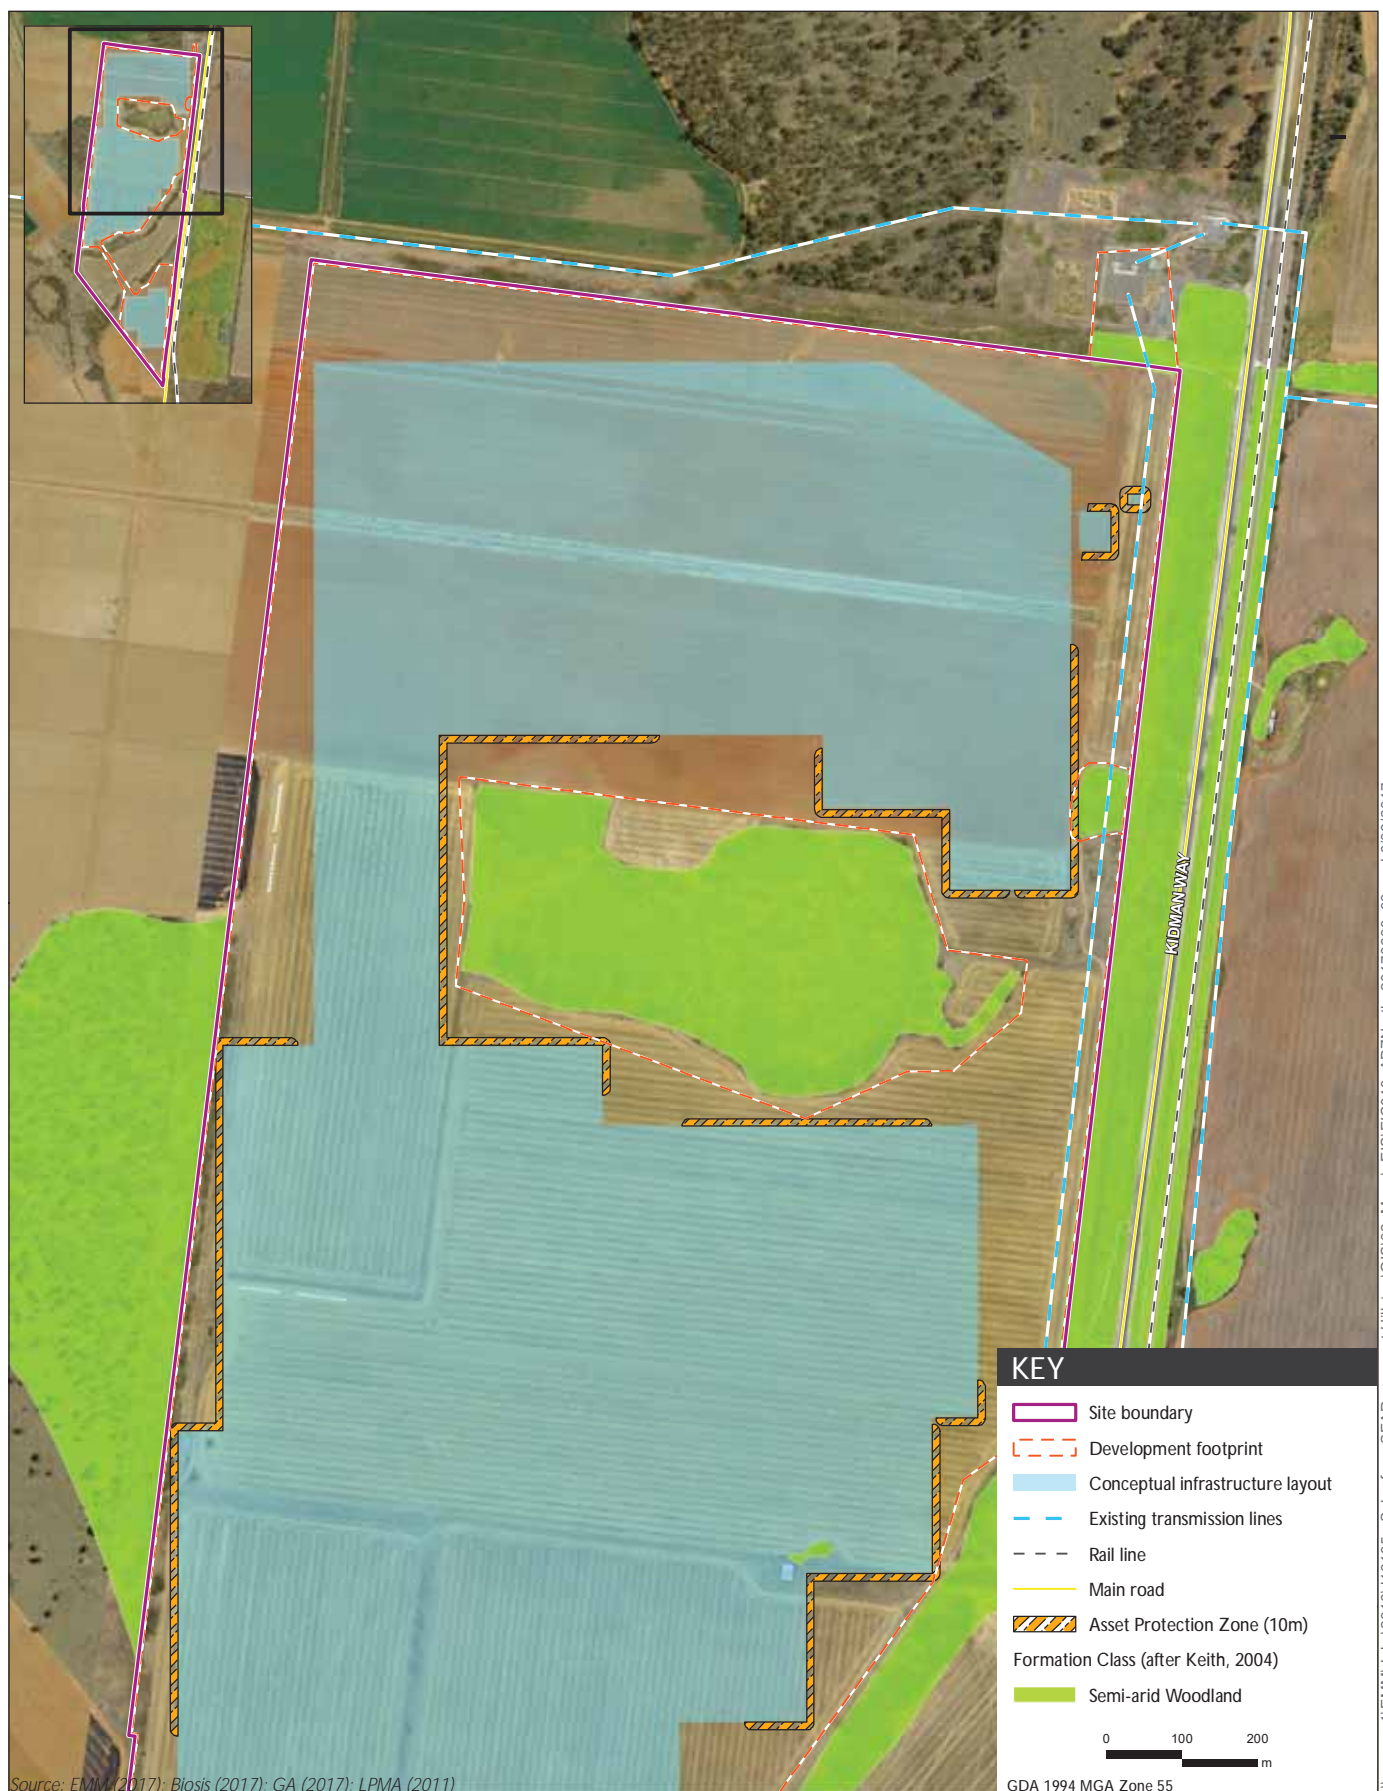 KIDMAN WAY
KEY
Site boundary
Development footprint
Conceptual infrastructure layout
Existing transmission lines
Rail line
Main road
Asset Protection Zone (10m)
Formation Class (after Keith, 2004)
Semi-arid Woodland
0 100 200
m
GDA 1994 MGA Zone 55
Source: EMM (2017); Biosis (2017); GA (2017); LPMA (2011)